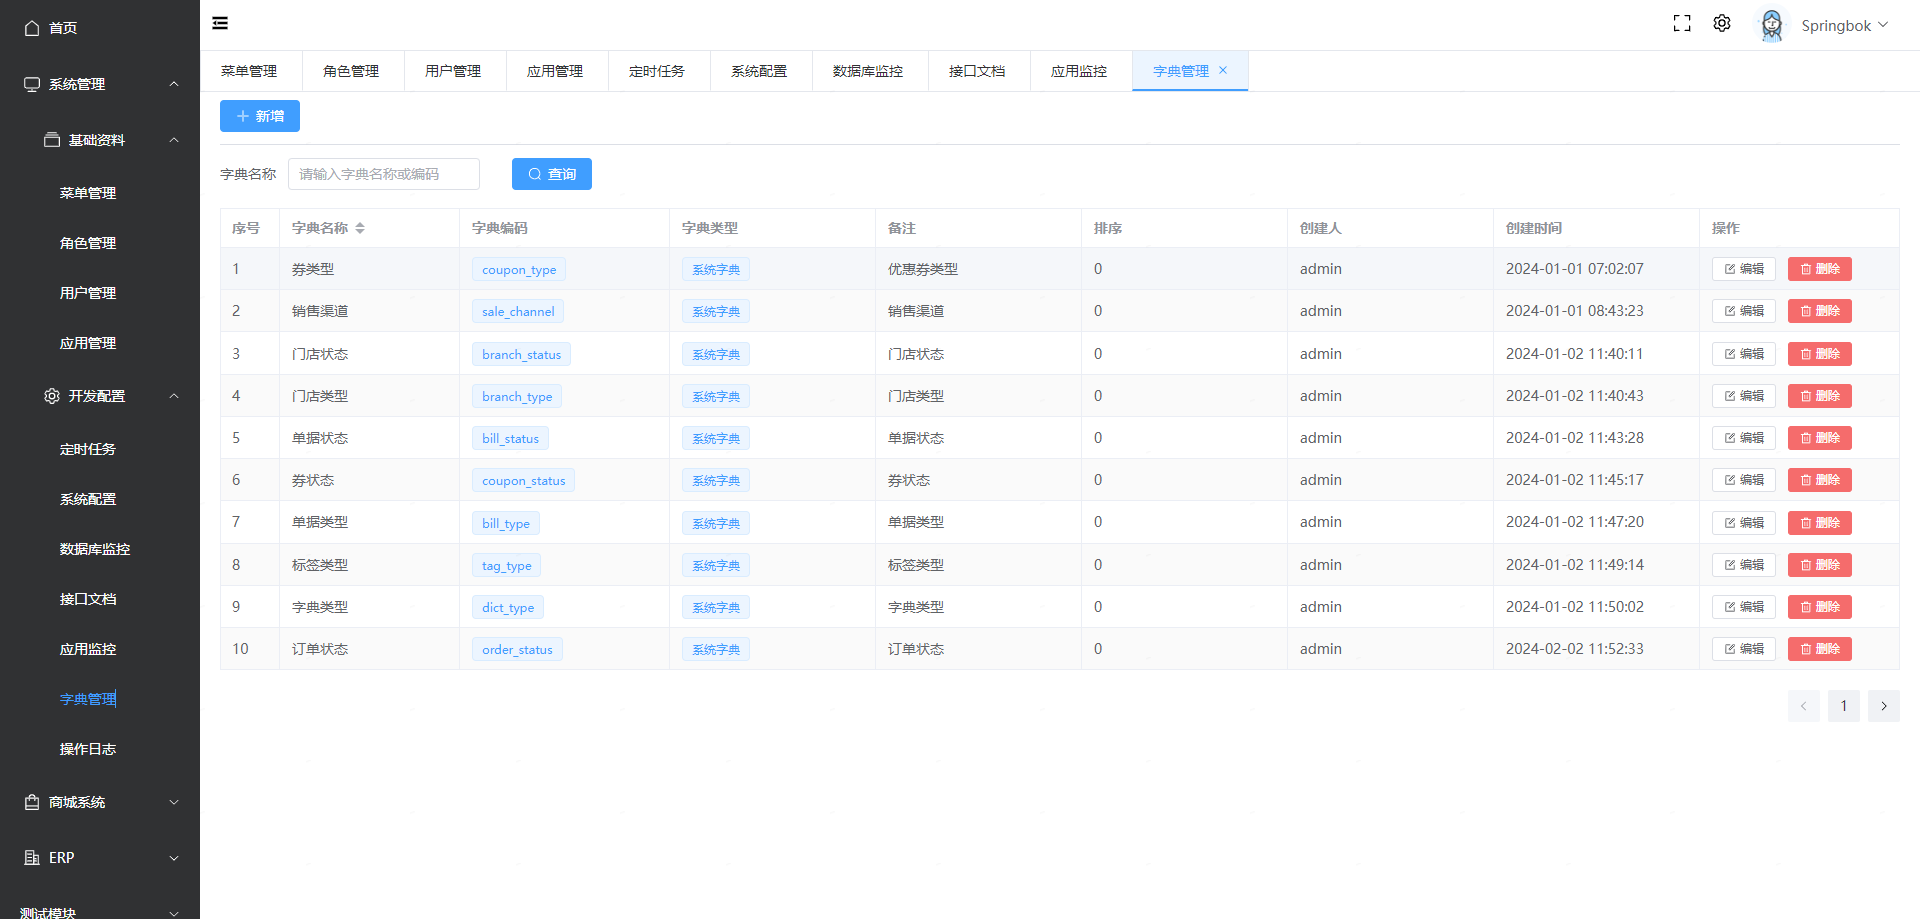 首页
系统管理
基础资料
菜单管理
角色管理
用户管理
应用管理
开发配置
定时任务
系统配置
数据库监控
接口文档
应用监控
字典管理
操作日志
商城系统
ERP
测试模块
Springbok
菜单管理 角色管理 用户管理 应用管理 定时任务 系统配置 数据库监控 接口文档 应用监控 字典管理
新增
字典名称 请输入字典名称或编码 查询
序号 字典名称 字典编码 字典类型 备注 排序 创建人 创建时间 操作
1 券类型 coupon_type 系统字典 优惠券类型 0 admin 2024-01-01 07:02:07 编辑 删除
2 销售渠道 sale_channel 系统字典 销售渠道 0 admin 2024-01-01 08:43:23 编辑 删除
3 门店状态 branch_status 系统字典 门店状态 0 admin 2024-01-02 11:40:11 编辑 删除
4 门店类型 branch_type 系统字典 门店类型 0 admin 2024-01-02 11:40:43 编辑 删除
5 单据状态 bill_status 系统字典 单据状态 0 admin 2024-01-02 11:43:28 编辑 删除
6 券状态 coupon_status 系统字典 券状态 0 admin 2024-01-02 11:45:17 编辑 删除
7 单据类型 bill_type 系统字典 单据类型 0 admin 2024-01-02 11:47:20 编辑 删除
8 标签类型 tag_type 系统字典 标签类型 0 admin 2024-01-02 11:49:14 编辑 删除
9 字典类型 dict_type 系统字典 字典类型 0 admin 2024-01-02 11:50:02 编辑 删除
10 订单状态 order_status 系统字典 订单状态 0 admin 2024-02-02 11:52:33 编辑 删除
1